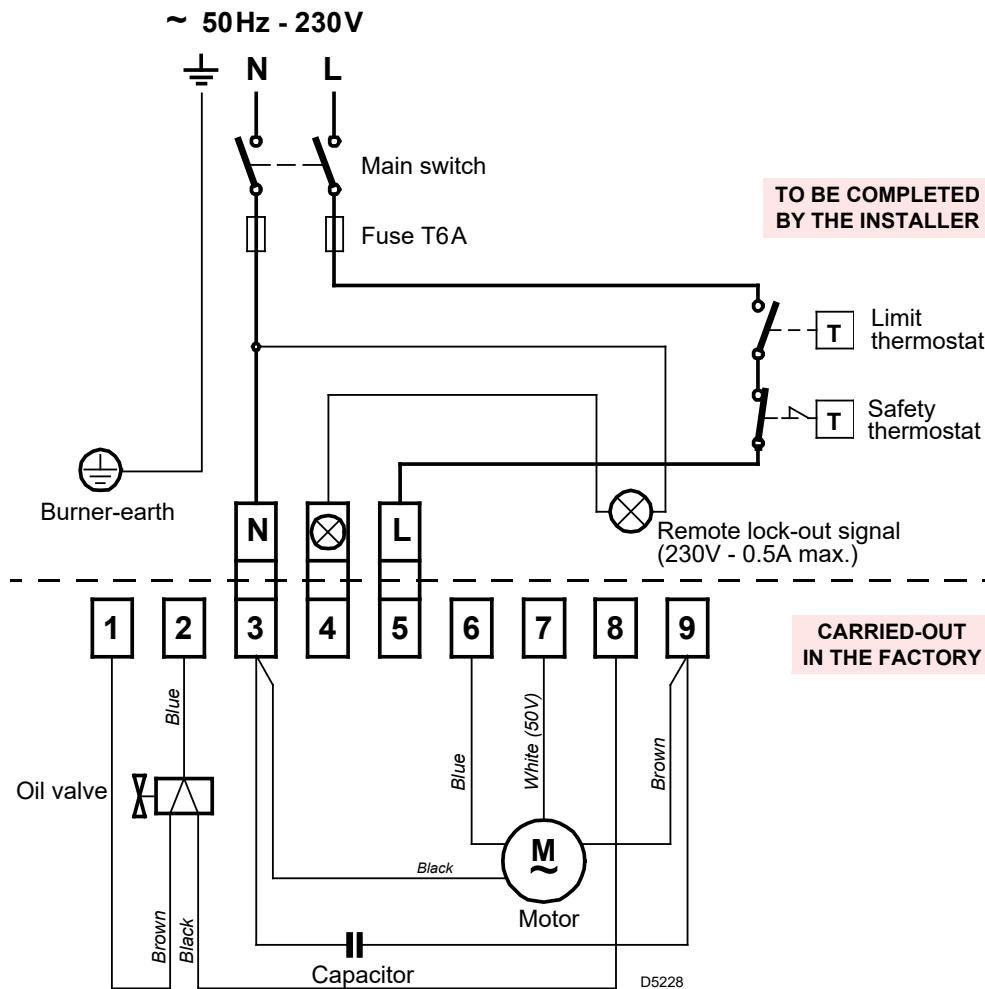 ~ 50Hz - 230V
N L
Main switch
Fuse T6A
TO BE COMPLETED
BY THE INSTALLER
T
Limit
thermostat
T
Safety
thermostat
Burner-earth
N L
Remote lock-out signal
(230V - 0.5A max.)
1 2 3 4 5 6 7 8 9
CARRIED-OUT
IN THE FACTORY
Blue
Blue
White (50V)
Brown
Oil valve
M
~
Black
Motor
Brown
Black
Capacitor
D5228